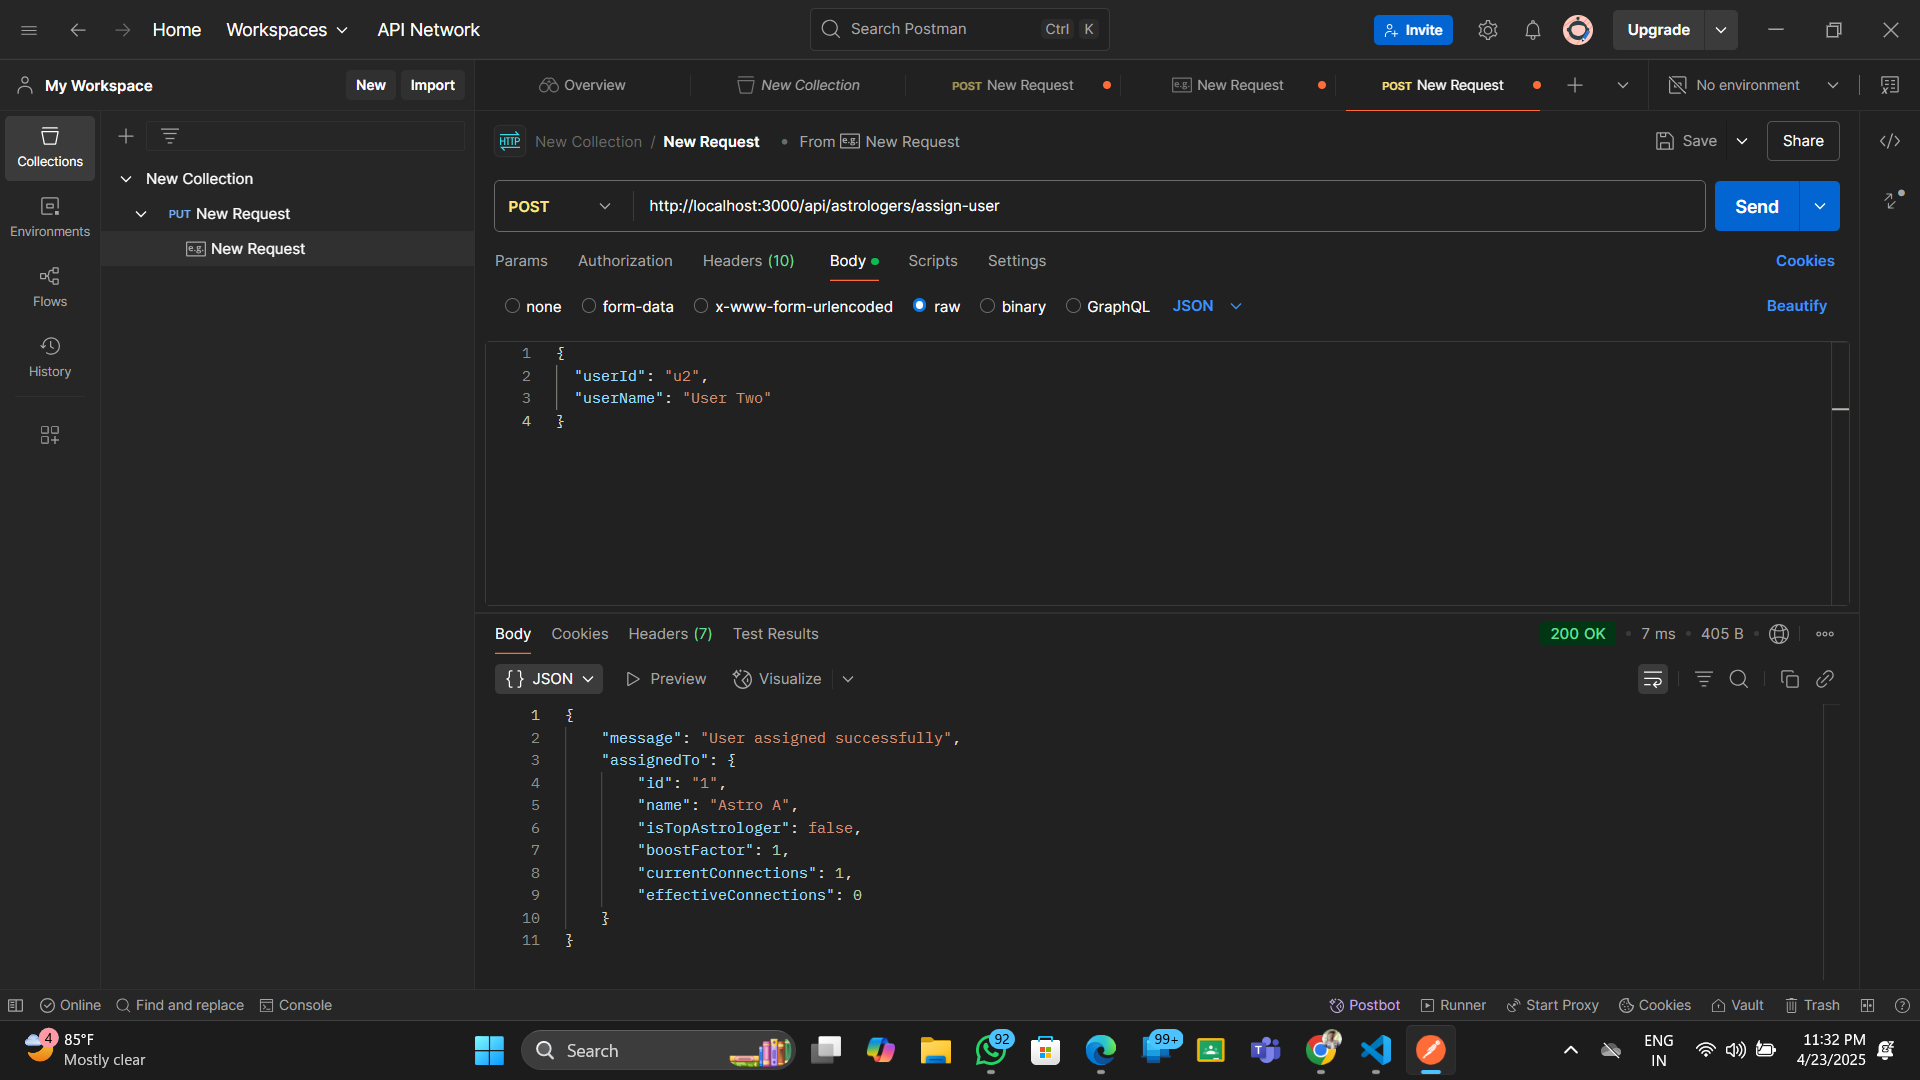 Home Workspaces API Network Search Postman Ctrl K Invite Upgrade
My Workspace New Import Overview New Collection POST New Request e.g. New Request POST New Request No environment
Collections
Environments
Flows
History
New Collection
PUT New Request
e.g. New Request
HTTP New Collection / New Request • From e.g. New Request Save Share
POST http://localhost:3000/api/astrologers/assign-user Send
Params Authorization Headers (10) Body Scripts Settings Cookies
none form-data x-www-form-urlencoded raw binary GraphQL JSON Beautify
1 {
2 "userId": "u2",
3 "userName": "User Two"
4 }
Body Cookies Headers (7) Test Results 200 OK • 7 ms • 405 B
{} JSON Preview Visualize
1 {
2 "message": "User assigned successfully",
3 "assignedTo": {
4 "id": "1",
5 "name": "Astro A",
6 "isTopAstrologer": false,
7 "boostFactor": 1,
8 "currentConnections": 1,
9 "effectiveConnections": 0
10 }
11 }
Online Find and replace Console Postbot Runner Start Proxy Cookies Vault Trash
4 85°F
Mostly clear
Search
92
99+
ENG
IN
11:32 PM
4/23/2025